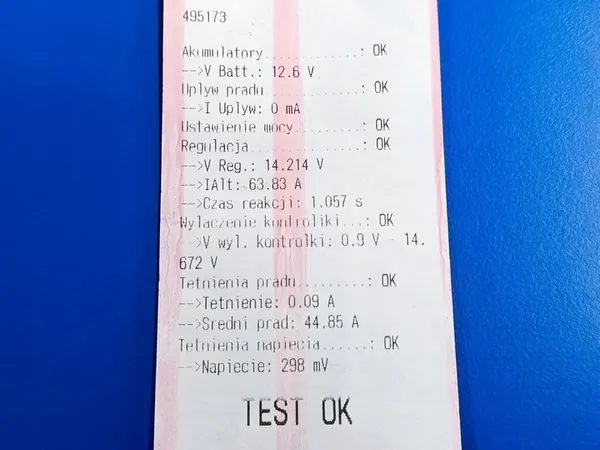 495173
Akumulatory............: OK
-->V Batt.: 12.6 V
Uplyw pradu............: OK
-->I Uplyw: 0 mA
Ustawienie mocy........: OK
Regulacja..............: OK
-->V Reg.: 14.214 V
-->IAlt: 63.83 A
-->Czas reakcji: 1.057 s
Wylaczenie kontroliki...: OK
-->V wyl. kontrolki: 0.9 V - 14.
672 V
Tetnienia pradu.........: OK
-->Tetnienie: 0.09 A
-->Sredni prad: 44.85 A
Tetnienia napiecia......: OK
-->Napiecie: 298 mV
TEST OK